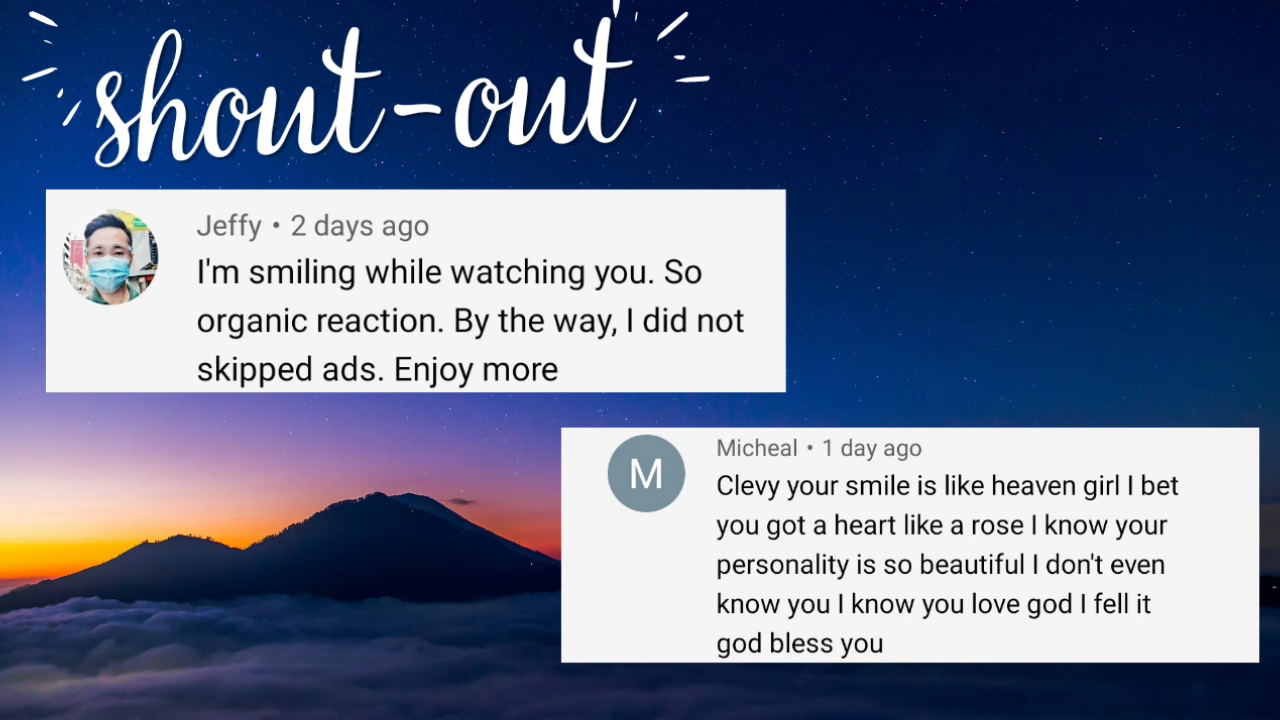 shout-out
Jeffy • 2 days ago
I'm smiling while watching you. So
organic reaction. By the way, I did not
skipped ads. Enjoy more
M
Micheal • 1 day ago
Clevy your smile is like heaven girl I bet
you got a heart like a rose I know your
personality is so beautiful I don't even
know you I know you love god I fell it
god bless you